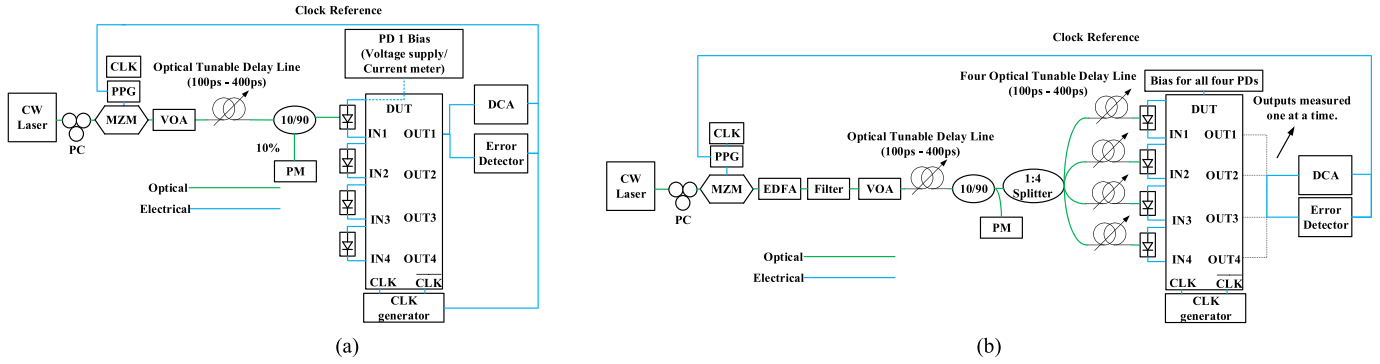 Clock Reference
CLK
PPG
Optical Tunable Delay Line
(100ps - 400ps)
PD 1 Bias
(Voltage supply/
Current meter)
CW
Laser
PC
MZM
VOA
10/90
10%
PM
DUT
IN1
OUT1
IN2
OUT2
IN3
OUT3
IN4
OUT4
CLK
CLK
CLK
generator
DCA
Error
Detector
Optical
Electrical
(a)
Clock Reference
CLK
PPG
Four Optical Tunable Delay Line
(100ps - 400ps)
Bias for all four PDs
Outputs measured
one at a time.
Optical Tunable Delay Line
(100ps - 400ps)
CW
Laser
PC
MZM
EDFA
Filter
VOA
10/90
1:4
Splitter
PM
DUT
IN1
OUT1
IN2
OUT2
IN3
OUT3
IN4
OUT4
CLK
CLK
CLK
generator
DCA
Error
Detector
Optical
Electrical
(b)